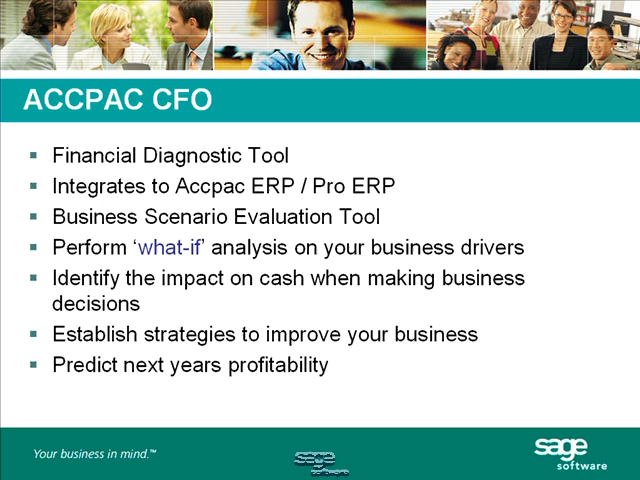 ACCPAC CFO
Financial Diagnostic Tool
Integrates to Accpac ERP / Pro ERP
Business Scenario Evaluation Tool
Perform ‘what-if’ analysis on your business drivers
Identify the impact on cash when making business
decisions
Establish strategies to improve your business
Predict next years profitability
Your business in mind.™
sage
software
sage
software